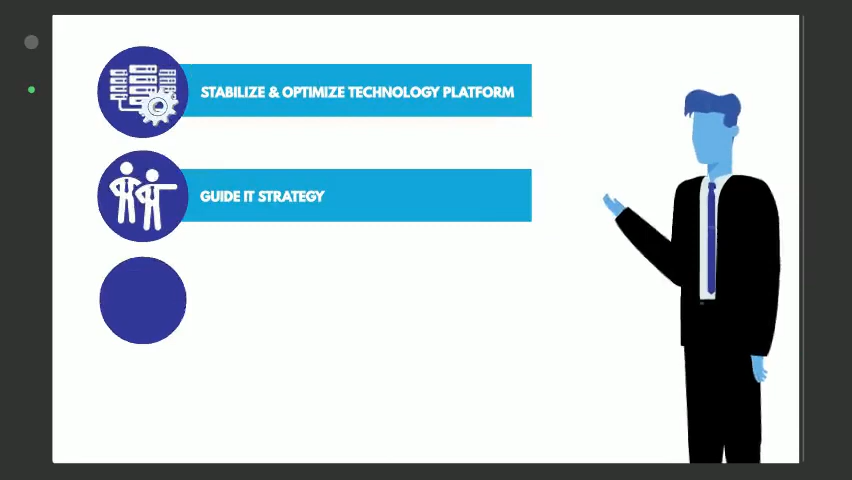 STABILIZE & OPTIMIZE TECHNOLOGY PLATFORM
GUIDE IT STRATEGY